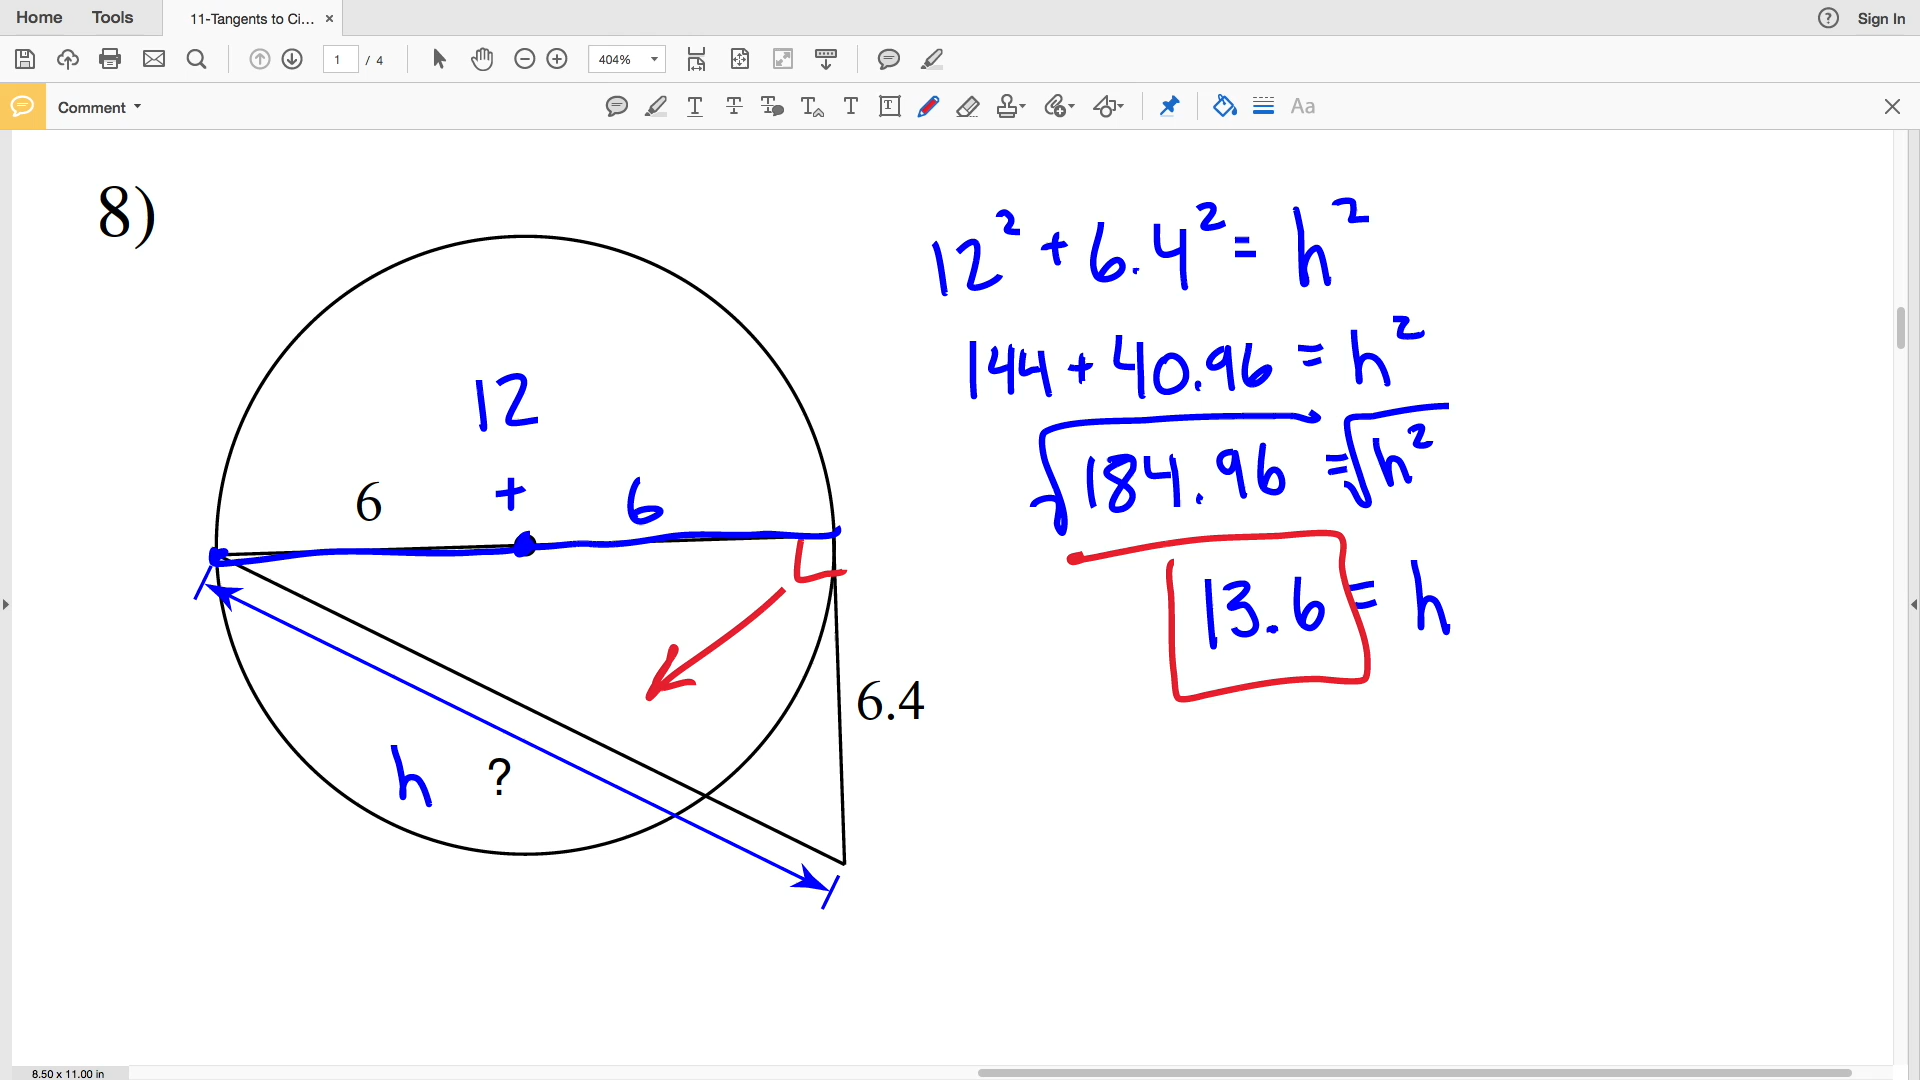 Home Tools 11-Tangents to Ci... × ? Sign In
1 / 4 404%
Comment T T T T T T Aa
8)
12² + 6.4² = h²
144 + 40.96 = h²
√184.96 = √h²
13.6 = h
12
6 + 6
6.4
h ?
8.50 x 11.00 in